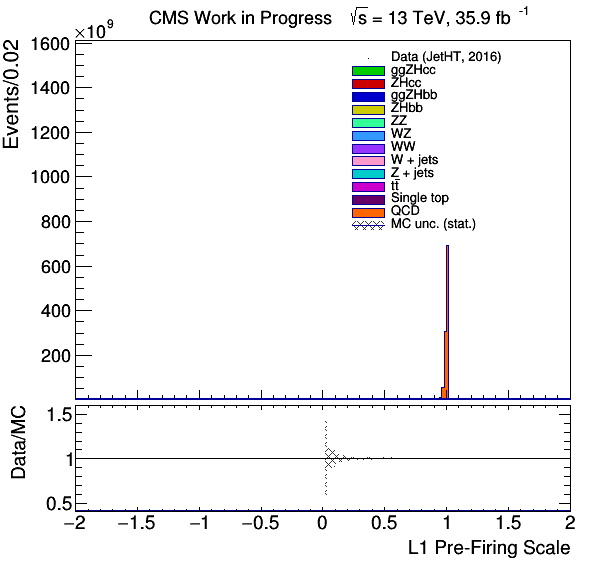 CMS Work in Progress √s = 13 TeV, 35.9 fb⁻¹
×10⁹
Events/0.02
1600
1400
1200
1000
800
600
400
200
Data (JetHT, 2016)
ggZHcc
ZHcc
ggZHbb
ZHbb
ZZ
WZ
WW
W + jets
Z + jets
tt̄
Single top
QCD
MC unc. (stat.)
Data/MC
1.5
1
0.5
−2 −1.5 −1 −0.5 0 0.5 1 1.5 2
L1 Pre-Firing Scale